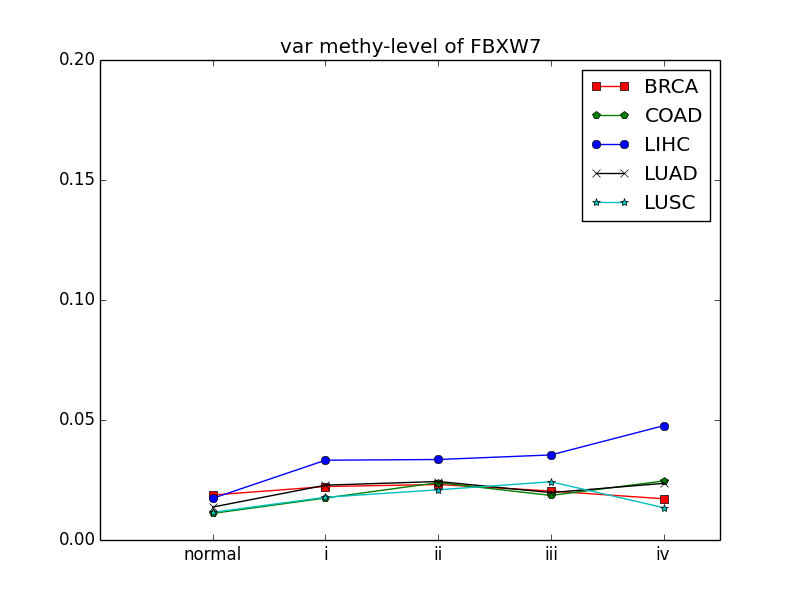 var methy-level of FBXW7
0.20
0.15
0.10
0.05
0.00
BRCA
COAD
LIHC
LUAD
LUSC
normal i ii iii iv